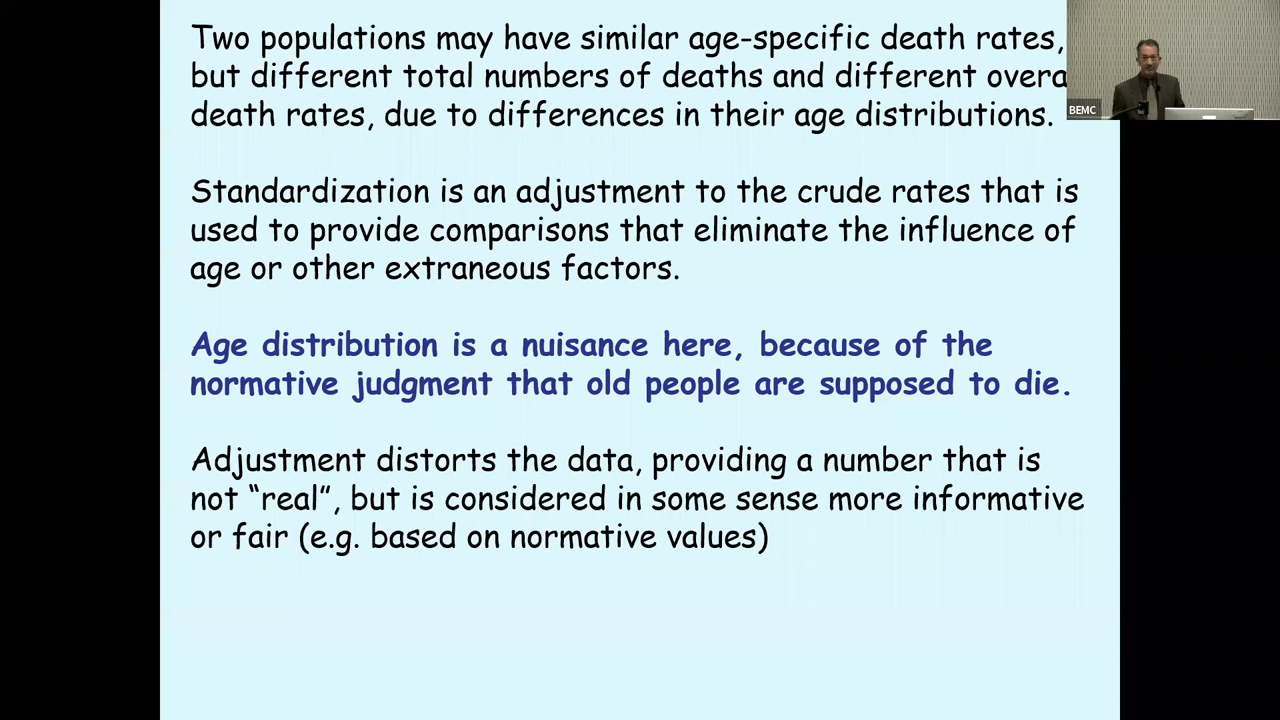 Two populations may have similar age-specific death rates,
but different total numbers of deaths and different overa
death rates, due to differences in their age distributions.
Standardization is an adjustment to the crude rates that is
used to provide comparisons that eliminate the influence of
age or other extraneous factors.
Age distribution is a nuisance here, because of the
normative judgment that old people are supposed to die.
Adjustment distorts the data, providing a number that is
not “real”, but is considered in some sense more informative
or fair (e.g. based on normative values)
BEMC